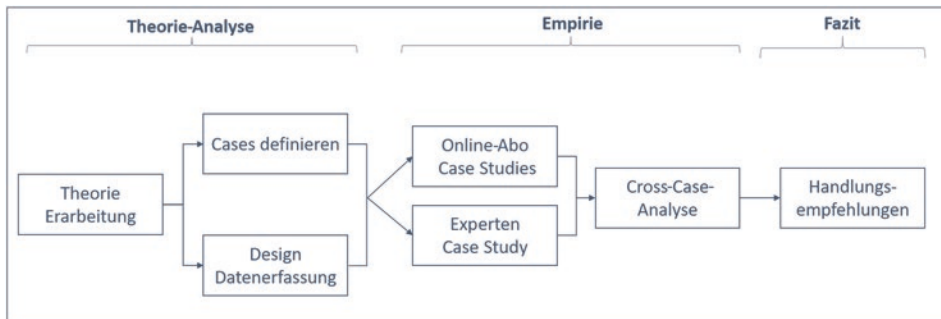 Theorie-Analyse
Empirie
Fazit
Theorie
Erarbeitung
Cases definieren
Design
Datenerfassung
Online-Abo
Case Studies
Experten
Case Study
Cross-Case-
Analyse
Handlungs-
empfehlungen